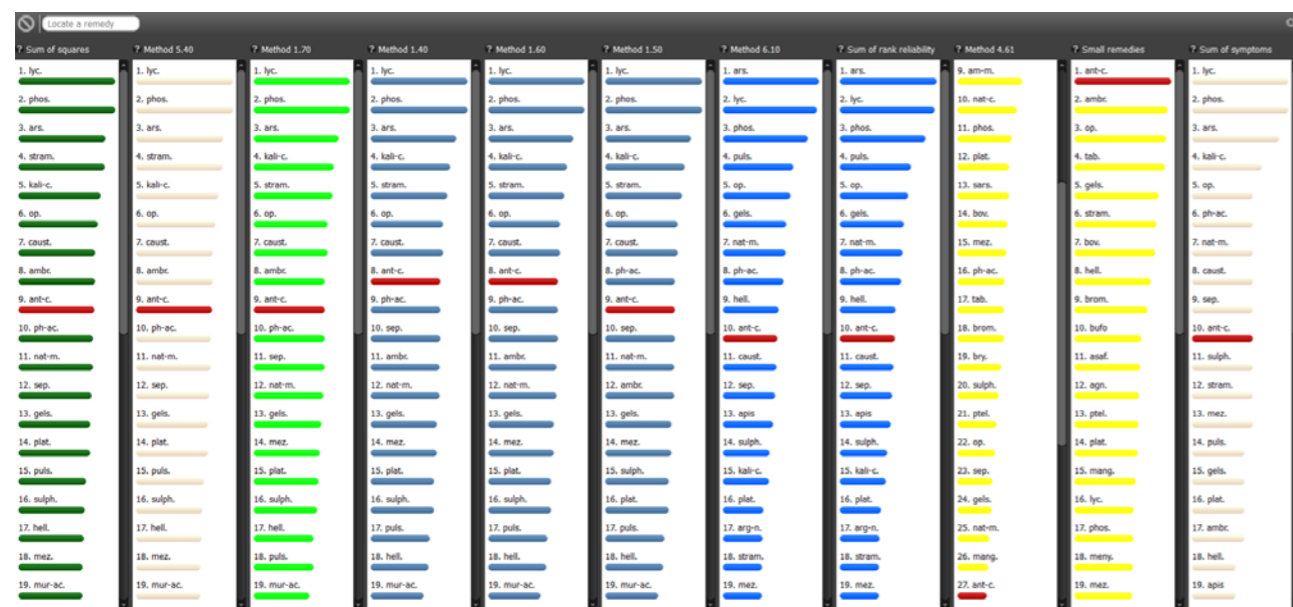 Locate a remedy
? Sum of squares
1. lyc.
2. phos.
3. ars.
4. stram.
5. kali-c.
6. op.
7. caust.
8. ambr.
9. ant-c.
10. ph-ac.
11. nat-m.
12. sep.
13. gels.
14. plat.
15. puls.
16. sulph.
17. hell.
18. mez.
19. mur-ac.
? Method 5.40
1. lyc.
2. phos.
3. ars.
4. stram.
5. kali-c.
6. op.
7. caust.
8. ambr.
9. ant-c.
10. ph-ac.
11. nat-m.
12. sep.
13. gels.
14. plat.
15. puls.
16. sulph.
17. hell.
18. mez.
19. mur-ac.
? Method 1.70
1. lyc.
2. phos.
3. ars.
4. kali-c.
5. stram.
6. op.
7. caust.
8. ambr.
9. ant-c.
10. ph-ac.
11. sep.
12. nat-m.
13. gels.
14. mez.
15. plat.
16. sulph.
17. hell.
18. puls.
19. mur-ac.
? Method 1.40
1. lyc.
2. phos.
3. ars.
4. kali-c.
5. stram.
6. op.
7. caust.
8. ant-c.
9. ph-ac.
10. sep.
11. ambr.
12. nat-m.
13. gels.
14. mez.
15. plat.
16. sulph.
17. puls.
18. hell.
19. mur-ac.
? Method 1.60
1. lyc.
2. phos.
3. ars.
4. kali-c.
5. stram.
6. op.
7. caust.
8. ant-c.
9. ph-ac.
10. sep.
11. ambr.
12. nat-m.
13. gels.
14. mez.
15. plat.
16. sulph.
17. puls.
18. hell.
19. mur-ac.
? Method 1.50
1. lyc.
2. phos.
3. ars.
4. kali-c.
5. stram.
6. op.
7. caust.
8. ph-ac.
9. ant-c.
10. sep.
11. nat-m.
12. ambr.
13. gels.
14. mez.
15. sulph.
16. plat.
17. puls.
18. hell.
19. mur-ac.
? Method 6.10
1. ars.
2. lyc.
3. phos.
4. puls.
5. op.
6. gels.
7. nat-m.
8. ph-ac.
9. hell.
10. ant-c.
11. caust.
12. sep.
13. apis
14. sulph.
15. kali-c.
16. plat.
17. arg-n.
18. stram.
19. mez.
? Sum of rank reliability
1. ars.
2. lyc.
3. phos.
4. puls.
5. op.
6. gels.
7. nat-m.
8. ph-ac.
9. hell.
10. ant-c.
11. caust.
12. sep.
13. apis
14. sulph.
15. kali-c.
16. plat.
17. arg-n.
18. stram.
19. mez.
? Method 4.61
9. am-m.
10. nat-c.
11. phos.
12. plat.
13. sars.
14. bov.
15. mez.
16. ph-ac.
17. tab.
18. brom.
19. bry.
20. sulph.
21. ptel.
22. op.
23. sep.
24. gels.
25. nat-m.
26. mang.
27. ant-c.
? Small remedies
1. ant-c.
2. ambr.
3. op.
4. tab.
5. gels.
6. stram.
7. bov.
8. hell.
9. brom.
10. bufo
11. asaf.
12. agn.
13. ptel.
14. plat.
15. mang.
16. lyc.
17. phos.
18. meny.
19. mez.
? Sum of symptoms
1. lyc.
2. phos.
3. ars.
4. kali-c.
5. op.
6. ph-ac.
7. nat-m.
8. caust.
9. sep.
10. ant-c.
11. sulph.
12. stram.
13. mez.
14. puls.
15. gels.
16. plat.
17. ambr.
18. hell.
19. apis